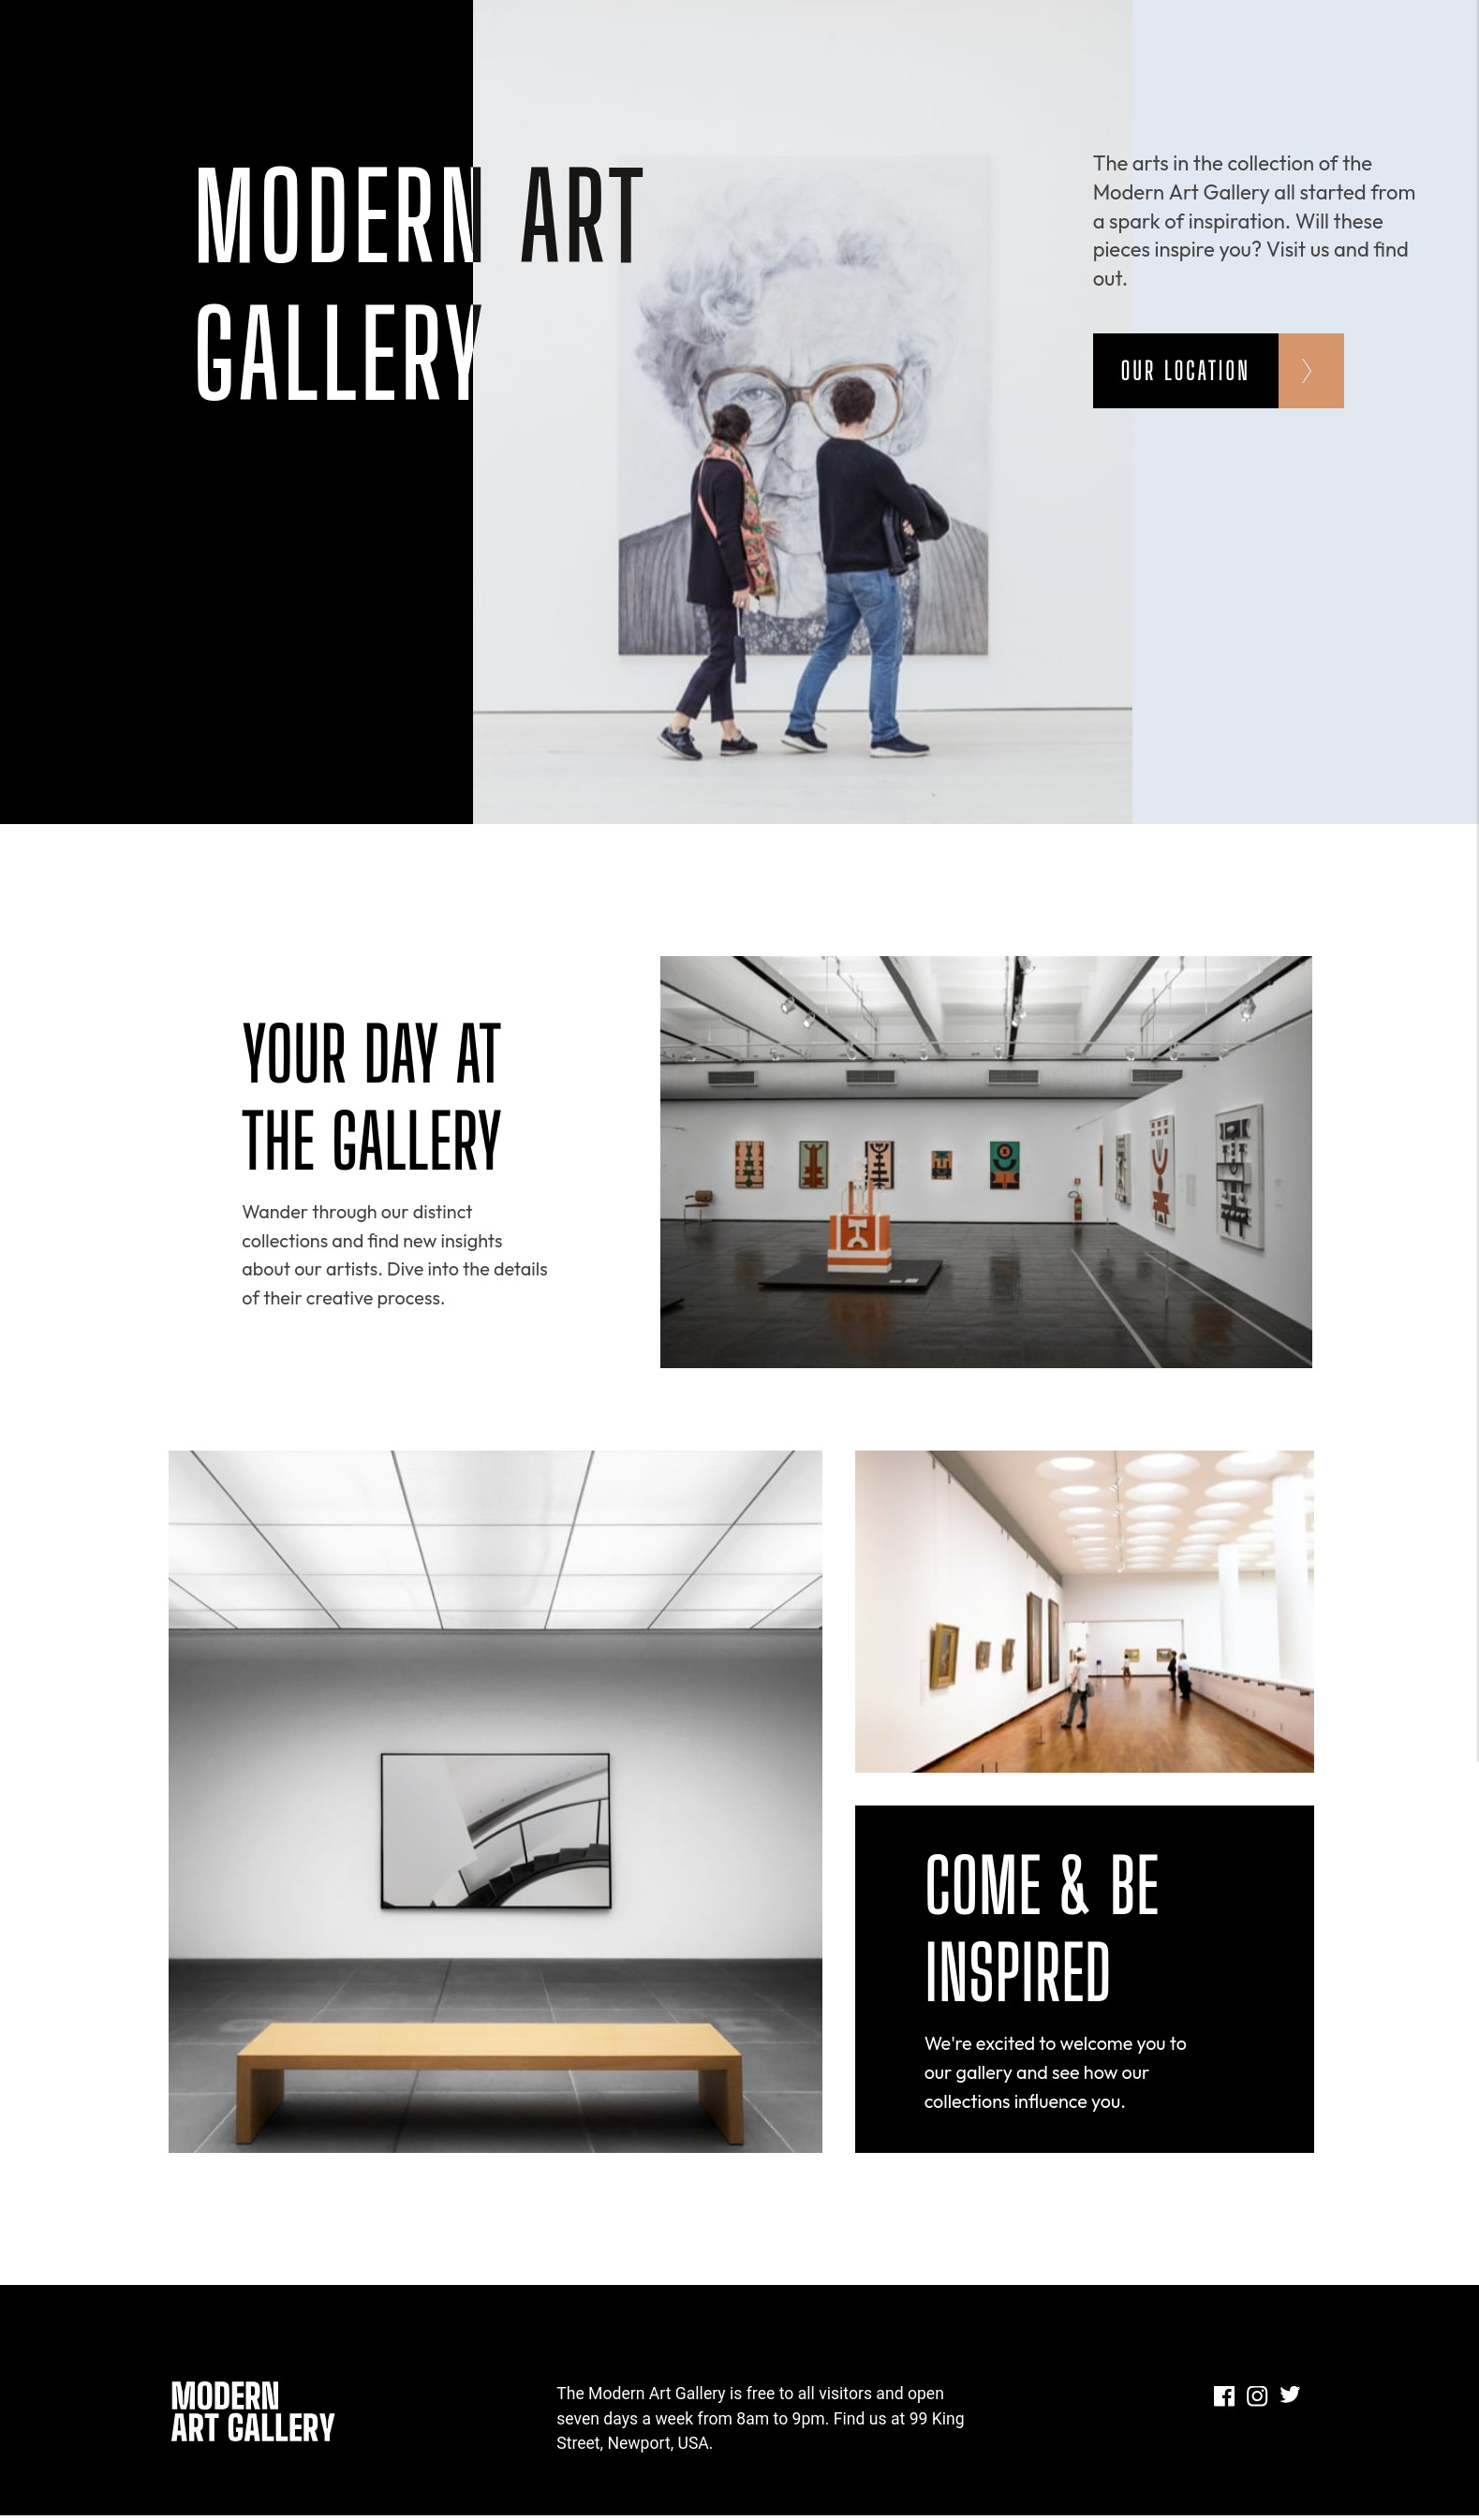 MODERN ART
GALLERY
The arts in the collection of the
Modern Art Gallery all started from
a spark of inspiration. Will these
pieces inspire you? Visit us and find
out.
OUR LOCATION
YOUR DAY AT
THE GALLERY
Wander through our distinct
collections and find new insights
about our artists. Dive into the details
of their creative process.
COME & BE
INSPIRED
We're excited to welcome you to
our gallery and see how our
collections influence you.
MODERN
ART GALLERY
The Modern Art Gallery is free to all visitors and open
seven days a week from 8am to 9pm. Find us at 99 King
Street, Newport, USA.